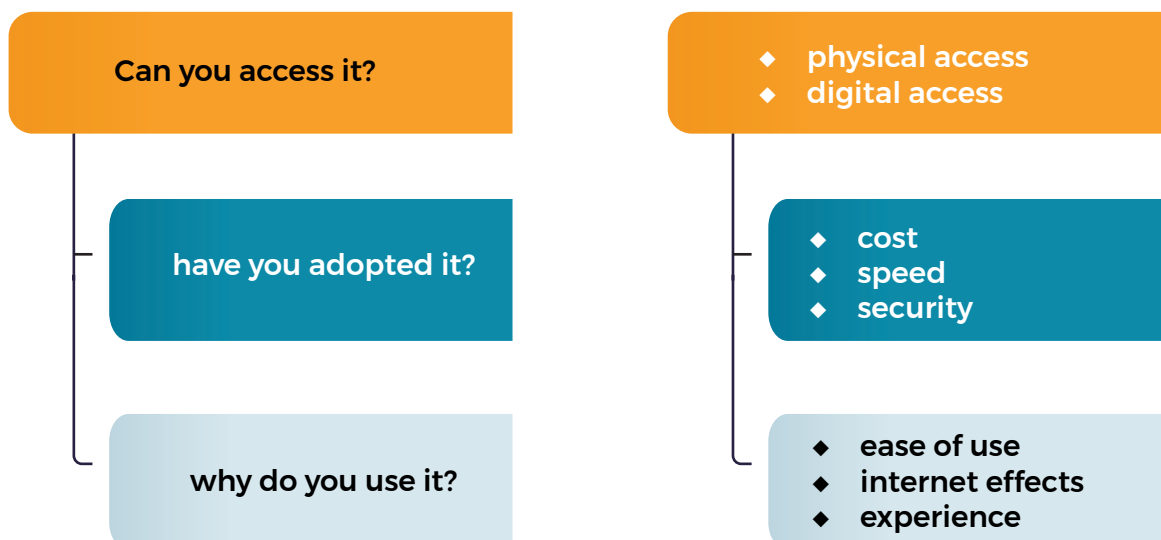 Can you access it?
have you adopted it?
why do you use it?
◆ physical access
◆ digital access
◆ cost
◆ speed
◆ security
◆ ease of use
◆ internet effects
◆ experience